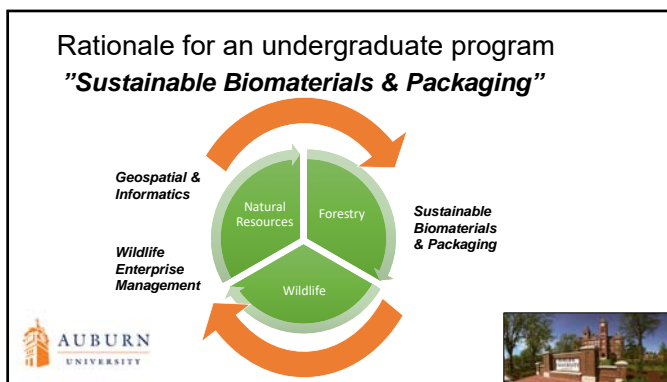 Rationale for an undergraduate program
”Sustainable Biomaterials & Packaging”
Geospatial &
Informatics
Natural
Resources
Forestry
Sustainable
Biomaterials
& Packaging
Wildlife
Enterprise
Management
Wildlife
AUBURN
UNIVERSITY